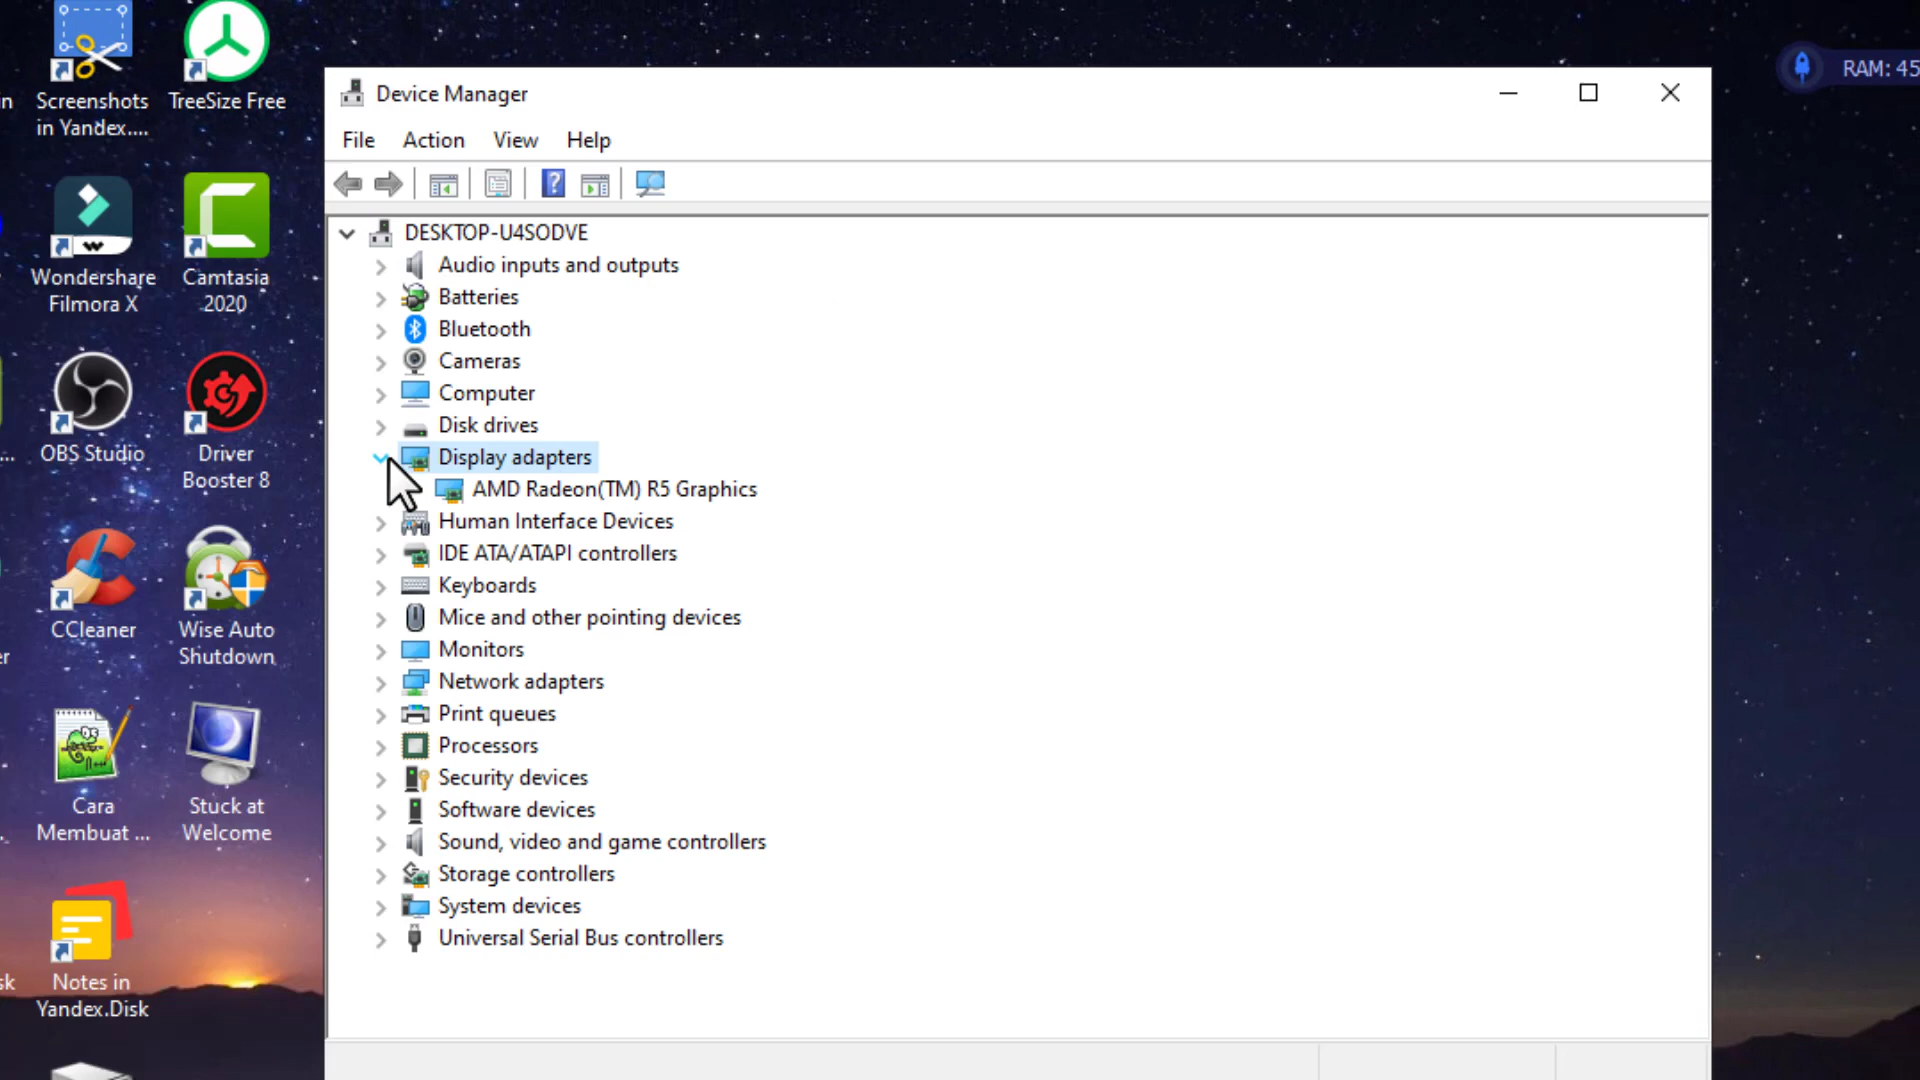 in
Screenshots
in Yandex....
TreeSize Free
Wondershare
Filmora X
Camtasia
2020
...
OBS Studio
Driver
Booster 8
CCleaner
Wise Auto
Shutdown
er
Cara
Membuat ...
Stuck at
Welcome
.
sk
Notes in
Yandex.Disk
RAM: 45
Device Manager
File Action View Help
DESKTOP-U4SODVE
Audio inputs and outputs
Batteries
Bluetooth
Cameras
Computer
Disk drives
Display adapters
AMD Radeon(TM) R5 Graphics
Human Interface Devices
IDE ATA/ATAPI controllers
Keyboards
Mice and other pointing devices
Monitors
Network adapters
Print queues
Processors
Security devices
Software devices
Sound, video and game controllers
Storage controllers
System devices
Universal Serial Bus controllers